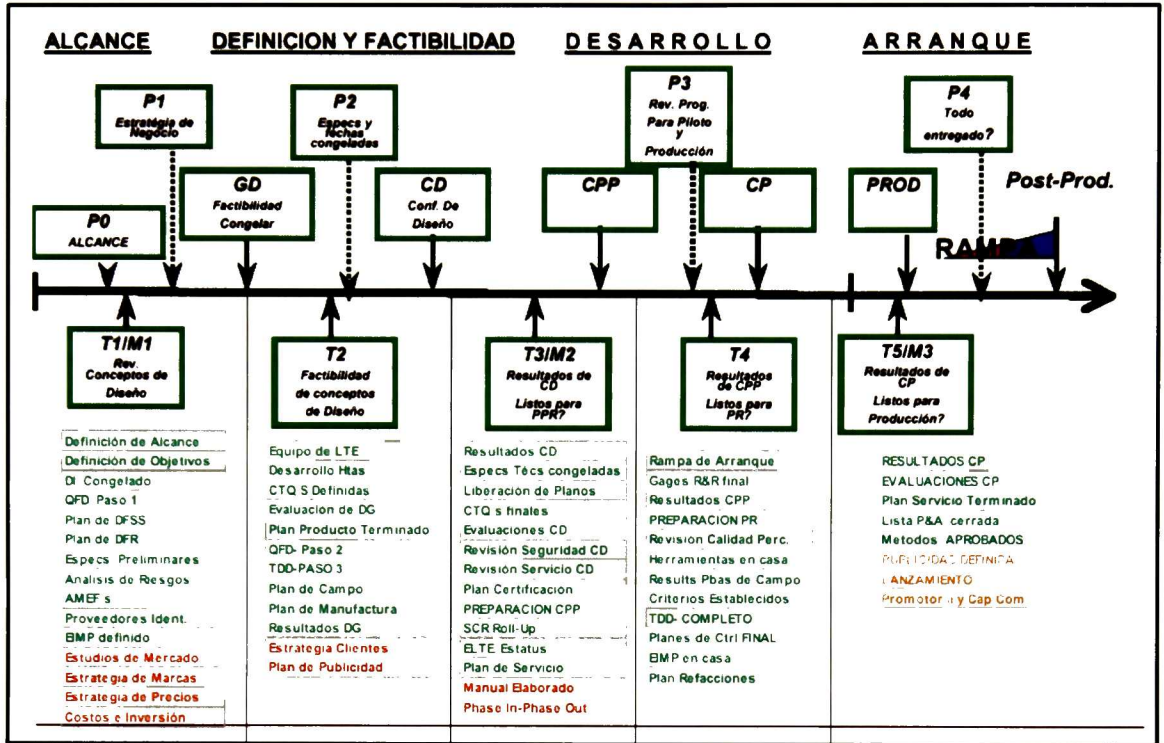 ALCANCE
DEFINICION Y FACTIBILIDAD
DESARROLLO
ARRANQUE
P1
Estratégia de
Negócio
P2
Especs y
fechas
congeladas
P3
Rev. Prog.
Para Piloto
y
Producción
P4
Todo
entregado?
P0
ALCANCE
GD
Factibilidad
Congelar
CD
Conf. De
Diseño
CPP
CP
PROD
Post-Prod.
RAMPA
T1/M1
Rev.
Conceptos de
Diseño
T2
Factibilidad
de conceptos
de Diseño
T3/M2
Resultados de
CD
Listos para
PPR?
T4
Resultados
de CPP
Listos para
PR?
T5/M3
Resultados de
CP
Listos para
Producción?
Definición de Alcance
Definición de Objetivos
DI Congelado
QFD Paso 1
Plan de DFSS
Plan de DFR
Especs Preliminares
Analisis de Riesgos
AMEF s
Proveedores Ident.
BMP definido
Estudios de Mercado
Estrategia de Marcas
Estrategia de Precios
Costos e Inversión
Equipo de LTE
Desarrollo Htas
CTQ S Definidas
Evaluacion de DG
Plan Producto Terminado
QFD- Paso 2
TDD-PASO 3
Plan de Campo
Plan de Manufactura
Resultados DG
Estrategia Clientes
Plan de Publicidad
Resultados CD
Especs Técs congeladas
Liberación de Planos
CTQ s finales
Evaluaciones CD
Revisión Seguridad CD
Revisión Servicio CD
Plan Certificación
PREPARACION CPP
SCR Roll-Up
ELTE Estatus
Plan de Servicio
Manual Elaborado
Phase In-Phase Out
Rampa de Arranque
Gages R&R final
Resultados CPP
PREPARACION PR
Revision Calidad Perc.
Herramientas en casa
Results Pbas de Campo
Criterios Establecidos
TDD- COMPLETO
Planes de Ctrl FINAL
BMP en casa
Plan Refacciones
RESULTADOS CP
EVALUACIONES CP
Plan Servicio Terminado
Lista P&A cerrada
Metodos APROBADOS
PUBLICIDAD DEFINICA
LANZAMIENTO
Promotoria y Cap Com